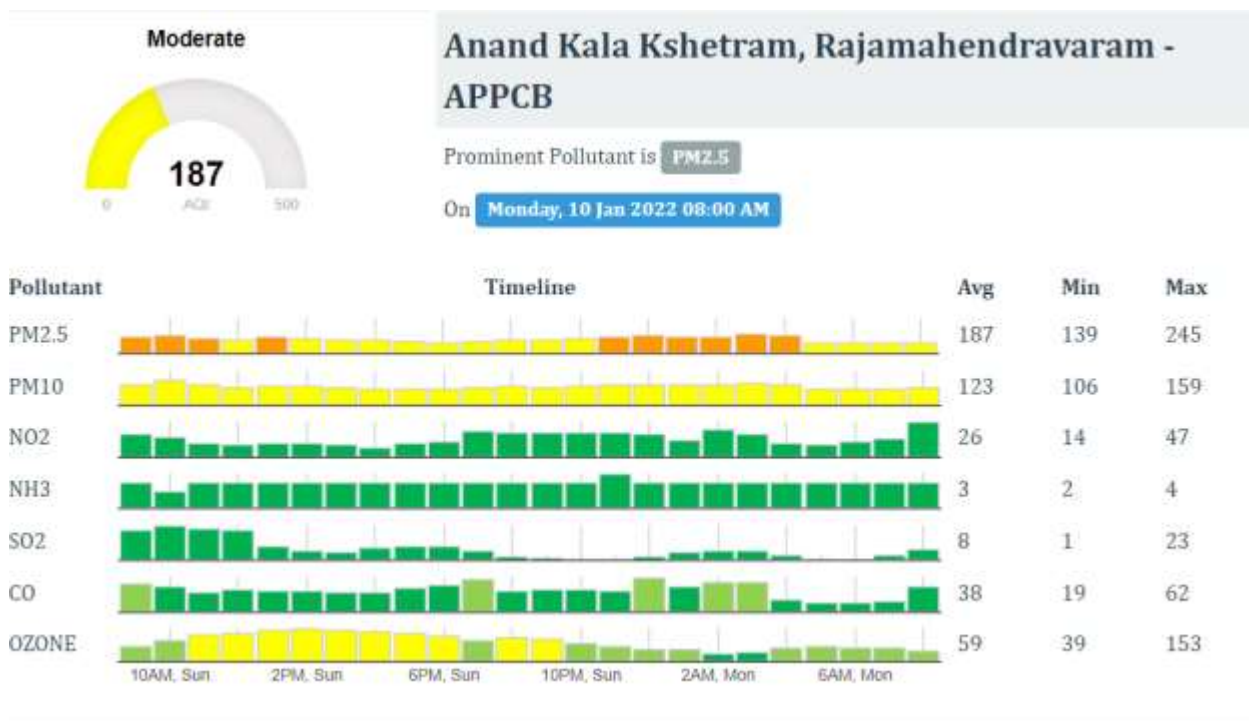 Moderate
187
0 AQI 500
Anand Kala Kshetram, Rajamahendravaram -
APPCB
Prominent Pollutant is PM2.5
On Monday, 10 Jan 2022 08:00 AM
Pollutant Timeline Avg Min Max
PM2.5 187 139 245
PM10 123 106 159
NO2 26 14 47
NH3 3 2 4
SO2 8 1 23
CO 38 19 62
OZONE 59 39 153
10AM, Sun 2PM, Sun 6PM, Sun 10PM, Sun 2AM, Mon 6AM, Mon